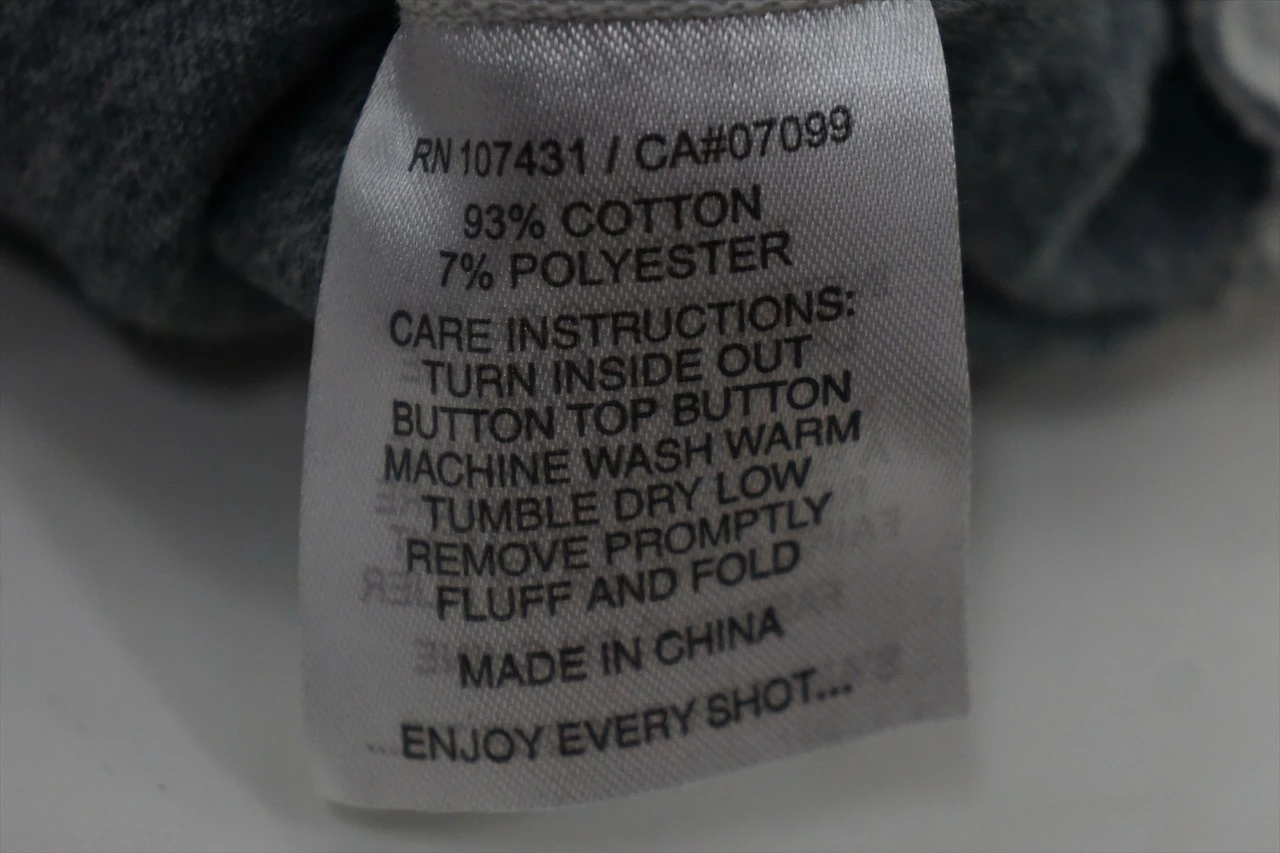 RN 107431 / CA#07099
93% COTTON
7% POLYESTER
CARE INSTRUCTIONS:
TURN INSIDE OUT
BUTTON TOP BUTTON
MACHINE WASH WARM
TUMBLE DRY LOW
REMOVE PROMPTLY
FLUFF AND FOLD
MADE IN CHINA
...ENJOY EVERY SHOT...